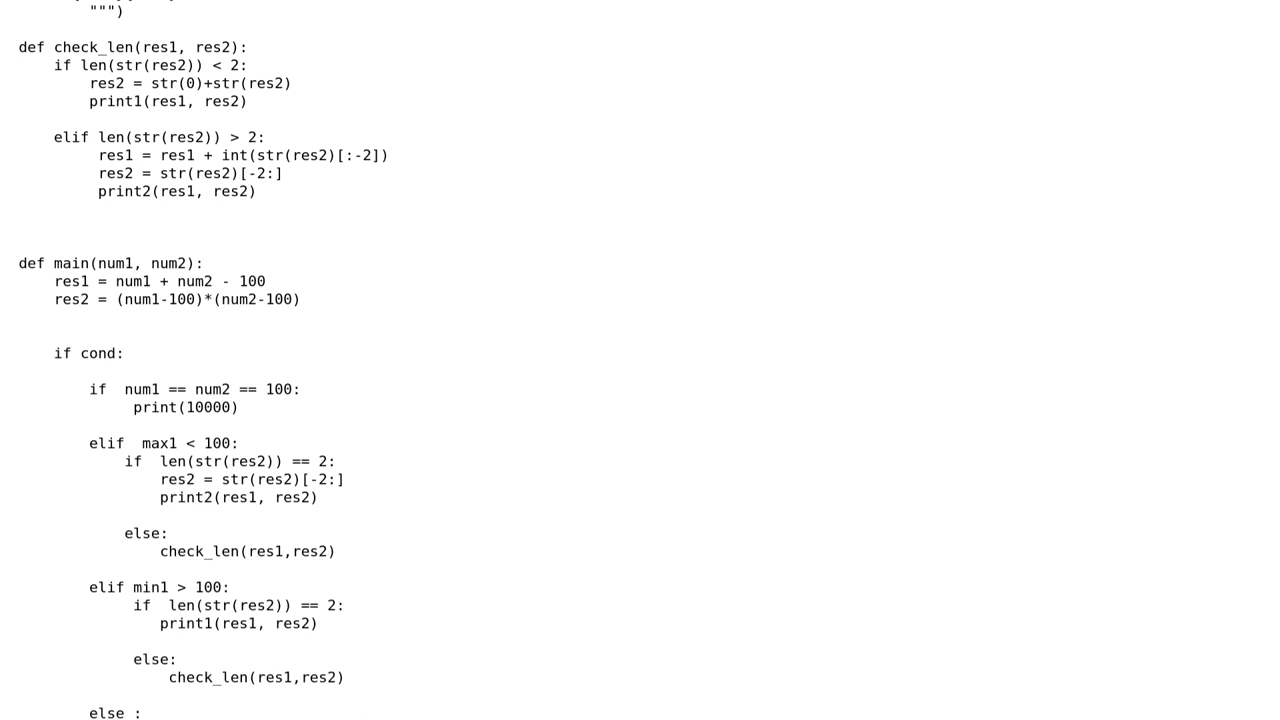 """)
def check_len(res1, res2):
    if len(str(res2)) < 2:
        res2 = str(0)+str(res2)
        print1(res1, res2)
    elif len(str(res2)) > 2:
         res1 = res1 + int(str(res2)[:-2])
         res2 = str(res2)[-2:]
         print2(res1, res2)
def main(num1, num2):
    res1 = num1 + num2 - 100
    res2 = (num1-100)*(num2-100)
    if cond:
        if  num1 == num2 == 100:
             print(10000)
        elif  max1 < 100:
            if  len(str(res2)) == 2:
                res2 = str(res2)[-2:]
                print2(res1, res2)
            else:
                check_len(res1,res2)
        elif min1 > 100:
             if  len(str(res2)) == 2:
                print1(res1, res2)
             else:
                 check_len(res1,res2)
        else :